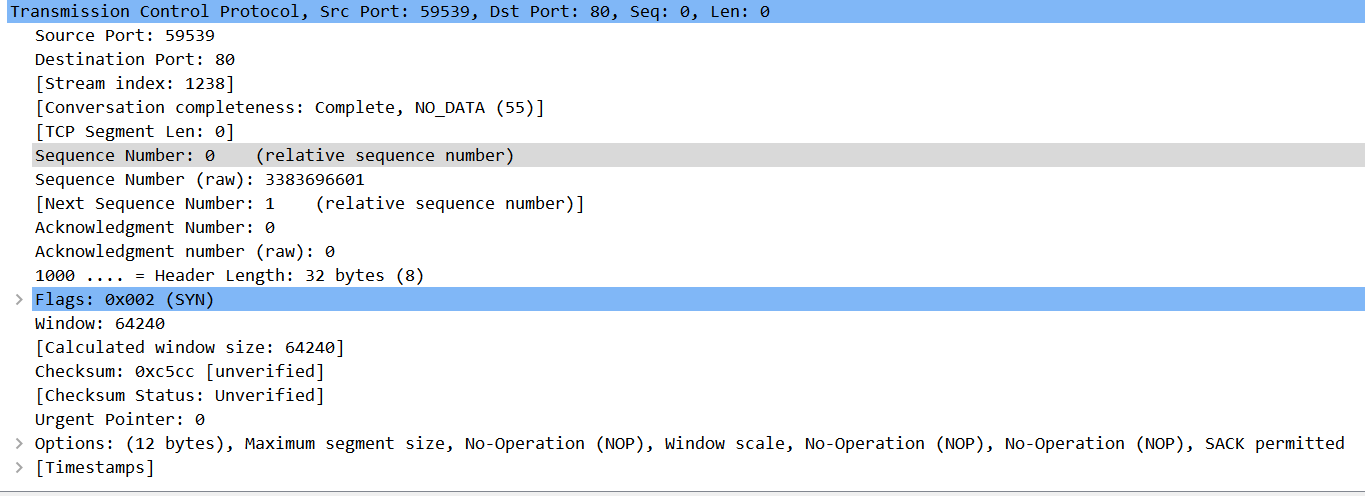 Transmission Control Protocol, Src Port: 59539, Dst Port: 80, Seq: 0, Len: 0
Source Port: 59539
Destination Port: 80
[Stream index: 1238]
[Conversation completeness: Complete, NO_DATA (55)]
[TCP Segment Len: 0]
Sequence Number: 0    (relative sequence number)
Sequence Number (raw): 3383696601
[Next Sequence Number: 1    (relative sequence number)]
Acknowledgment Number: 0
Acknowledgment number (raw): 0
1000 .... = Header Length: 32 bytes (8)
Flags: 0x002 (SYN)
Window: 64240
[Calculated window size: 64240]
Checksum: 0xc5cc [unverified]
[Checksum Status: Unverified]
Urgent Pointer: 0
Options: (12 bytes), Maximum segment size, No-Operation (NOP), Window scale, No-Operation (NOP), No-Operation (NOP), SACK permitted
[Timestamps]